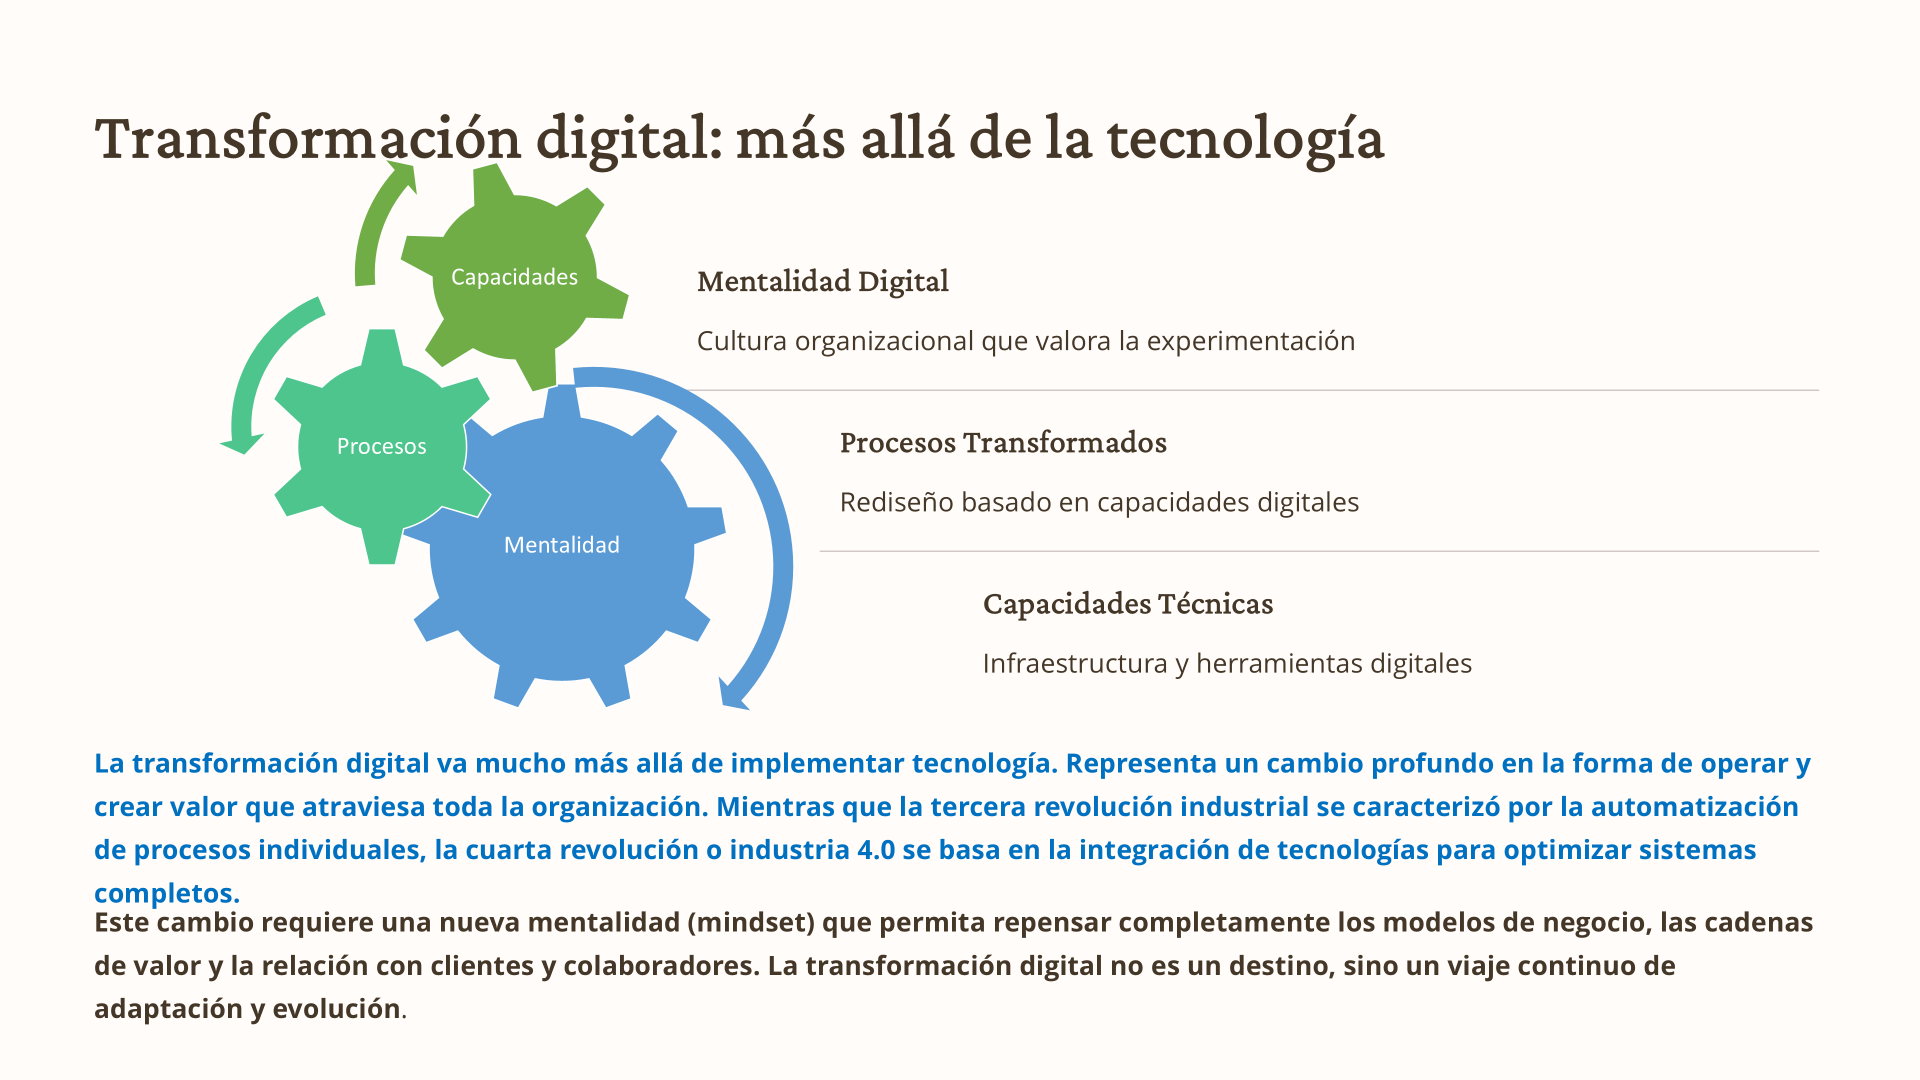 Transformación digital: más allá de la tecnología
Capacidades
Procesos
Mentalidad
Mentalidad Digital
Cultura organizacional que valora la experimentación
Procesos Transformados
Rediseño basado en capacidades digitales
Capacidades Técnicas
Infraestructura y herramientas digitales
La transformación digital va mucho más allá de implementar tecnología. Representa un cambio profundo en la forma de operar y
crear valor que atraviesa toda la organización. Mientras que la tercera revolución industrial se caracterizó por la automatización
de procesos individuales, la cuarta revolución o industria 4.0 se basa en la integración de tecnologías para optimizar sistemas
completos.
Este cambio requiere una nueva mentalidad (mindset) que permita repensar completamente los modelos de negocio, las cadenas
de valor y la relación con clientes y colaboradores. La transformación digital no es un destino, sino un viaje continuo de
adaptación y evolución.